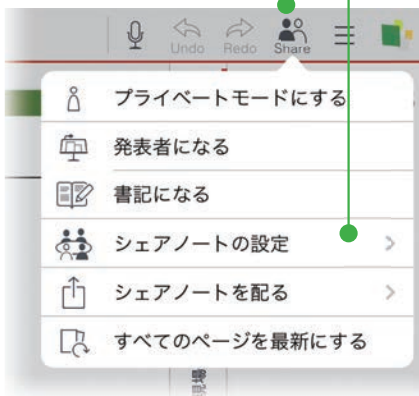 Undo Redo Share
プライベートモードにする
発表者になる
書記になる
シェアノートの設定
シェアノートを配る
すべてのページを最新にする
現場